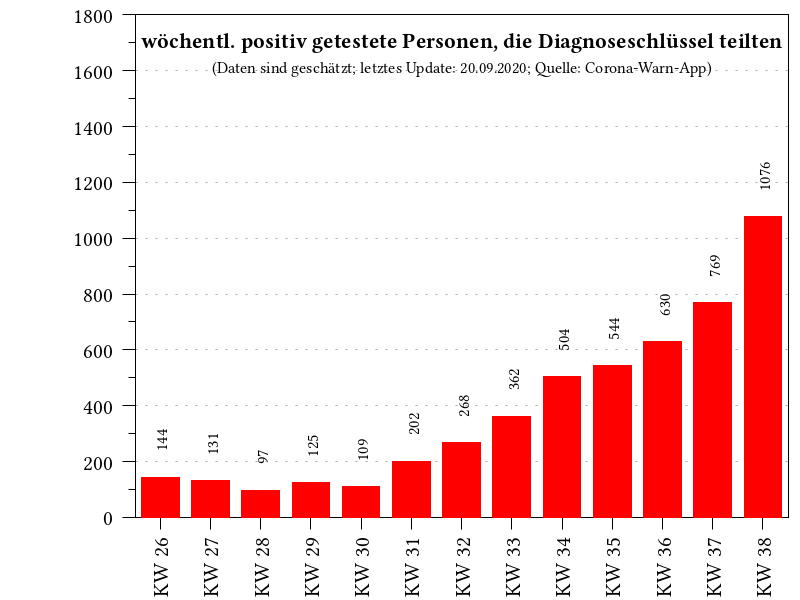 wöchentl. positiv getestete Personen, die Diagnoseschlüssel teilten
(Daten sind geschätzt; letztes Update: 20.09.2020; Quelle: Corona-Warn-App)
1800
1600
1400
1200
1000
800
600
400
200
0
144
131
97
125
109
202
268
362
504
544
630
769
1076
KW 26
KW 27
KW 28
KW 29
KW 30
KW 31
KW 32
KW 33
KW 34
KW 35
KW 36
KW 37
KW 38